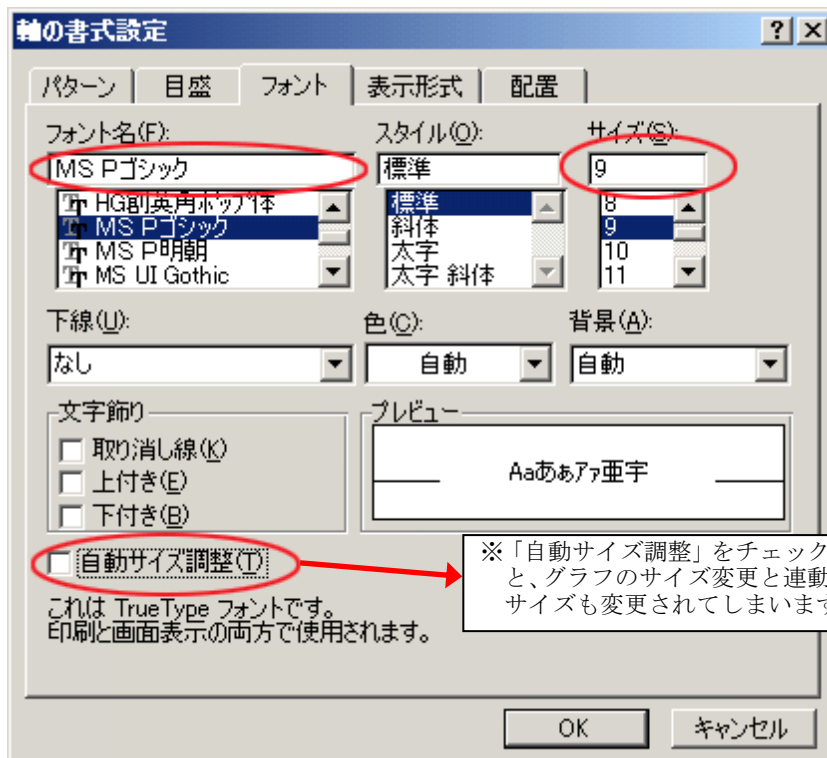 軸の書式設定
パターン 目盛 フォント 表示形式 配置
フォント名(F): スタイル(O): サイズ(S):
MS Pゴシック 標準 9
HG創英角ポップ体 標準 8
MS Pゴシック 斜体 9
MS P明朝 太字 10
MS UI Gothic 太字 斜体 11
下線(U): 色(C): 背景(A):
なし 自動 自動
文字飾り プレビュー
取り消し線(K)
上付き(E)
下付き(B)
Aaあぁアァ亜宇
自動サイズ調整(T)
※「自動サイズ調整」をチェック
と、グラフのサイズ変更と連動
サイズも変更されてしまいます
これは TrueType フォントです。
印刷と画面表示の両方で使用されます。
OK キャンセル